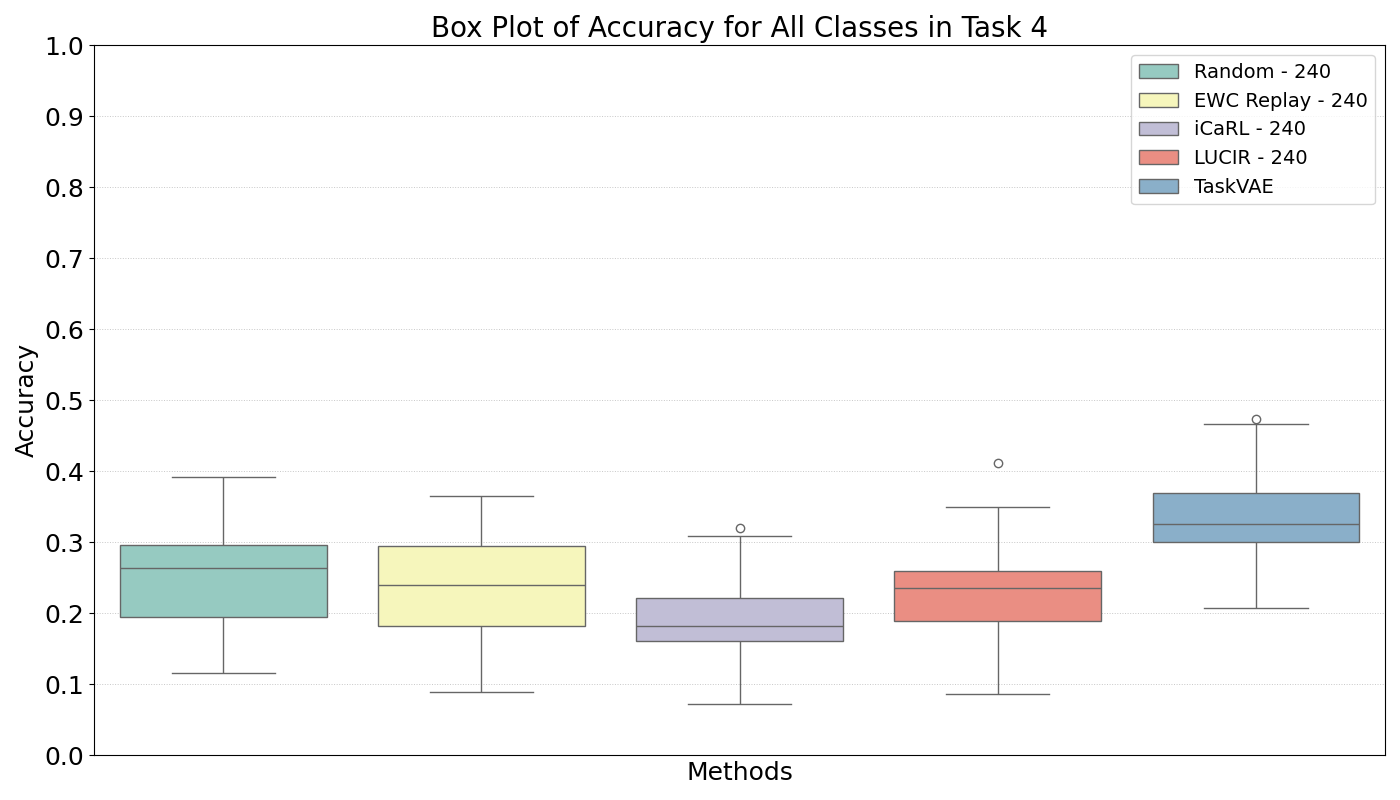 Box Plot of Accuracy for All Classes in Task 4
1.0
0.9
0.8
0.7
0.6
0.5
0.4
0.3
0.2
0.1
0.0
Accuracy
Methods
Random - 240
EWC Replay - 240
iCaRL - 240
LUCIR - 240
TaskVAE